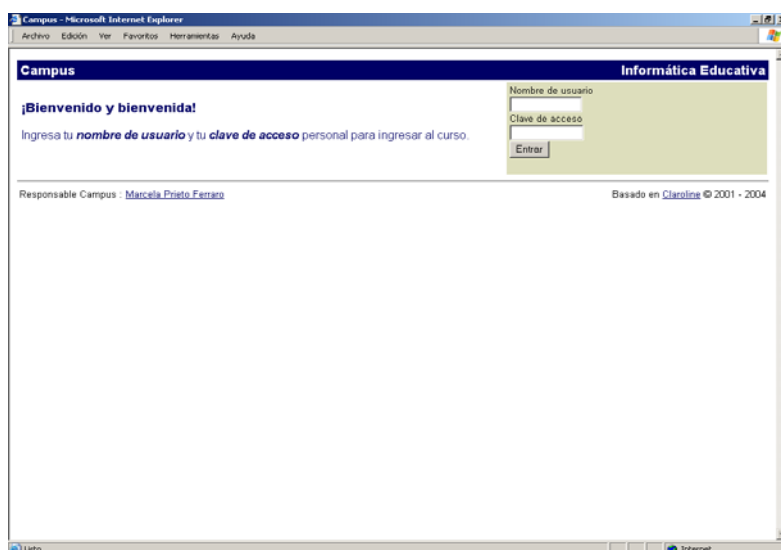 Campus - Microsoft Internet Explorer
Archivo Edición Ver Favoritos Herramientas Ayuda
Campus
Informática Educativa
¡Bienvenido y bienvenida!
Ingresa tu nombre de usuario y tu clave de acceso personal para ingresar al curso.
Nombre de usuario
Clave de acceso
Entrar
Responsable Campus : Marcela Prieto Ferraro
Basado en Claroline © 2001 - 2004
Listo
Internet